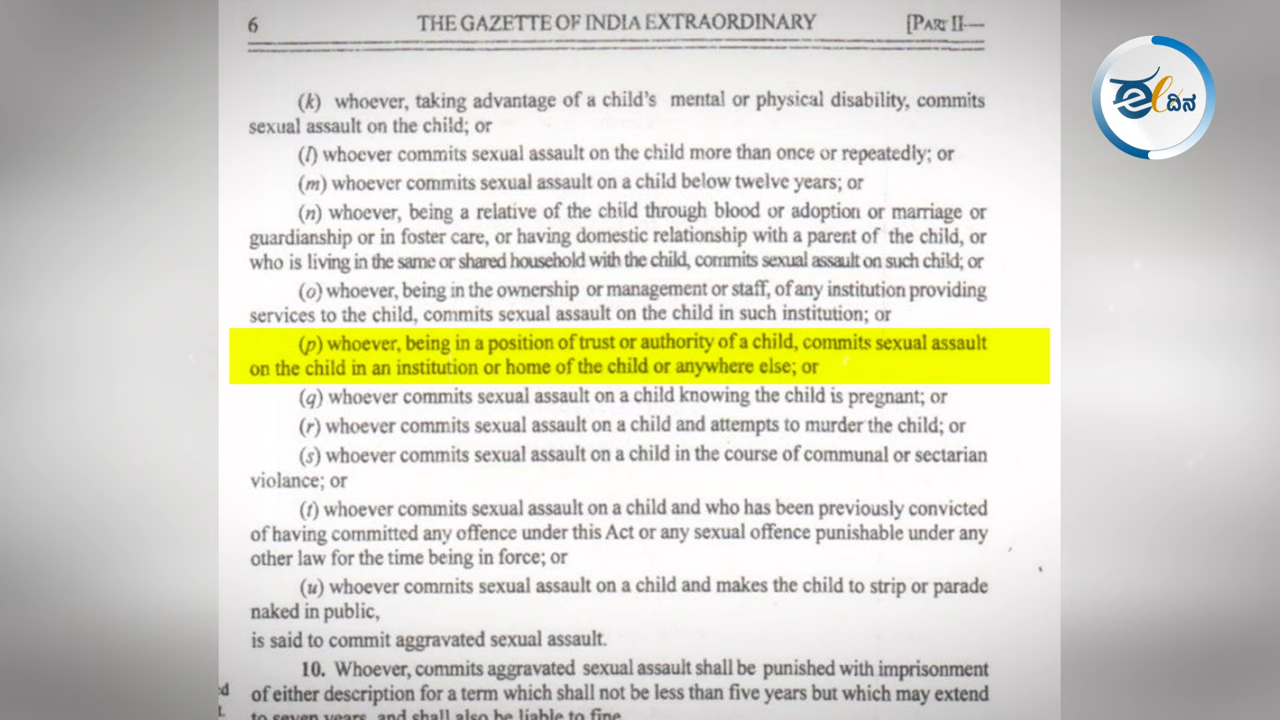 6 THE GAZETTE OF INDIA EXTRAORDINARY [PART II—
(k) whoever, taking advantage of a child's mental or physical disability, commits
sexual assault on the child; or
(l) whoever commits sexual assault on the child more than once or repeatedly; or
(m) whoever commits sexual assault on a child below twelve years; or
(n) whoever, being a relative of the child through blood or adoption or marriage or
guardianship or in foster care, or having domestic relationship with a parent of the child, or
who is living in the same or shared household with the child, commits sexual assault on such child; or
(o) whoever, being in the ownership or management or staff, of any institution providing
services to the child, commits sexual assault on the child in such institution; or
(p) whoever, being in a position of trust or authority of a child, commits sexual assault
on the child in an institution or home of the child or anywhere else; or
(q) whoever commits sexual assault on a child knowing the child is pregnant; or
(r) whoever commits sexual assault on a child and attempts to murder the child; or
(s) whoever commits sexual assault on a child in the course of communal or sectarian
violance; or
(t) whoever commits sexual assault on a child and who has been previously convicted
of having committed any offence under this Act or any sexual offence punishable under any
other law for the time being in force; or
(u) whoever commits sexual assault on a child and makes the child to strip or parade
naked in public,
is said to commit aggravated sexual assault.
10. Whoever, commits aggravated sexual assault shall be punished with imprisonment
of either description for a term which shall not be less than five years but which may extend
to seven years, and shall also be liable to fine
ದಿನ